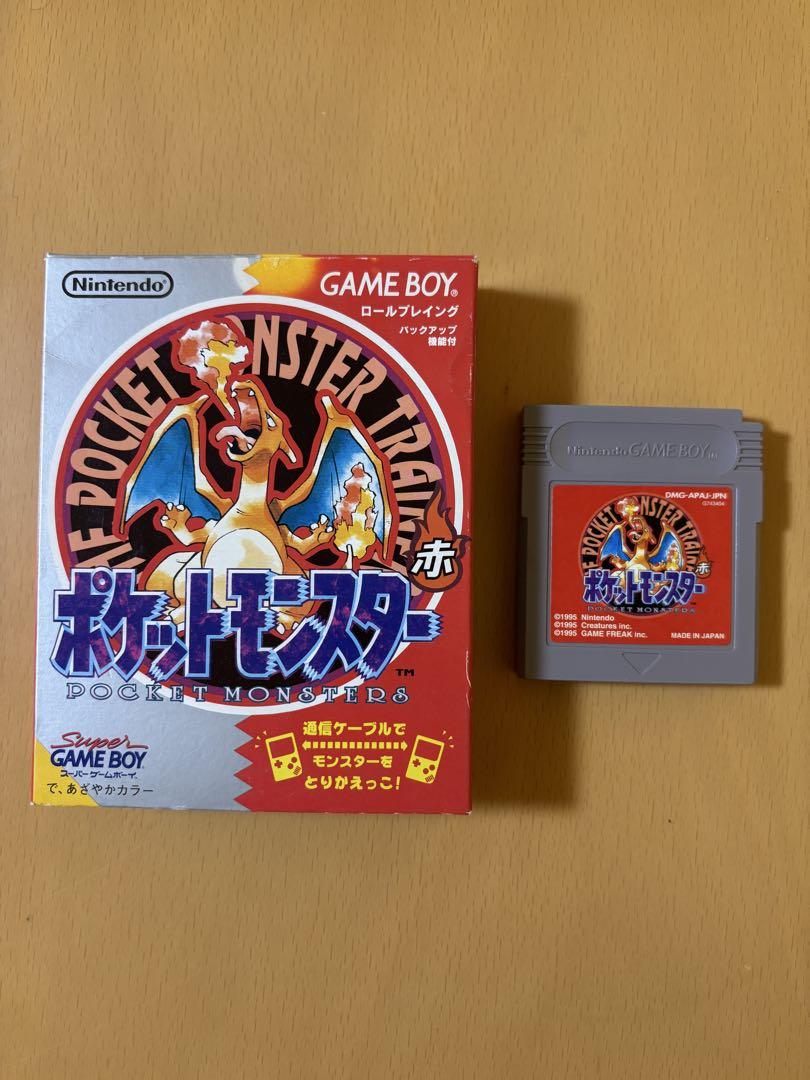 Nintendo®
GAME BOY®
ロールプレイング
バックアップ
機能付
THE POCKET MONSTER TRAINER
赤
ポケットモンスター
TM
POCKET MONSTERS
Super
GAME BOY
スーパーゲームボーイ
で、あざやかカラー
通信ケーブルで
モンスターを
とりかえっこ!
Nintendo GAME BOY TM
DMG-APAJ-JPN
G743404
POCKET MONSTER TRAI
赤
ポケットモンスター
POCKET MONSTERS
©1995 Nintendo
©1995 Creatures inc.
©1995 GAME FREAK inc.
MADE IN JAPAN